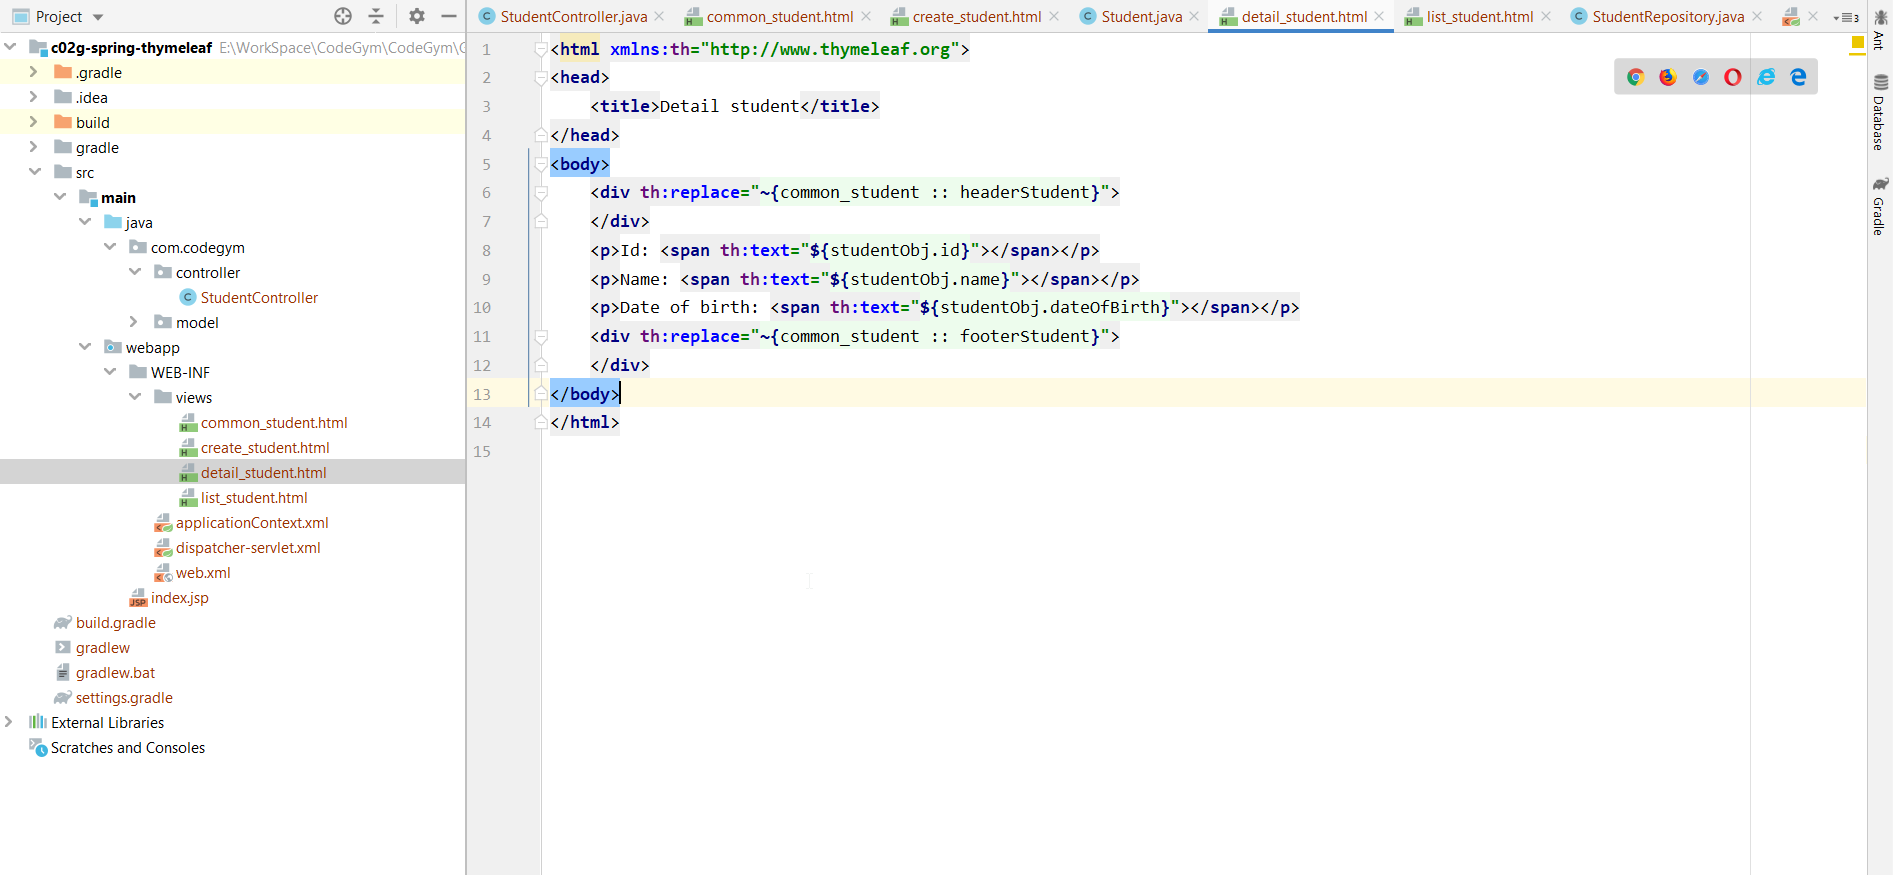 Project
StudentController.java common_student.html create_student.html Student.java detail_student.html list_student.html StudentRepository.java 3
c02g-spring-thymeleaf E:\WorkSpace\CodeGym\CodeGym\
.gradle
.idea
build
gradle
src
main
java
com.codegym
controller
StudentController
model
webapp
WEB-INF
views
common_student.html
create_student.html
detail_student.html
list_student.html
applicationContext.xml
dispatcher-servlet.xml
web.xml
index.jsp
build.gradle
gradlew
gradlew.bat
settings.gradle
External Libraries
Scratches and Consoles
1 <html xmlns:th="http://www.thymeleaf.org">
2 <head>
3 <title>Detail student</title>
4 </head>
5 <body>
6 <div th:replace="~{common_student :: headerStudent}">
7 </div>
8 <p>Id: <span th:text="${studentObj.id}"></span></p>
9 <p>Name: <span th:text="${studentObj.name}"></span></p>
10 <p>Date of birth: <span th:text="${studentObj.dateOfBirth}"></span></p>
11 <div th:replace="~{common_student :: footerStudent}">
12 </div>
13 </body>
14 </html>
15
Ant
Database
Gradle